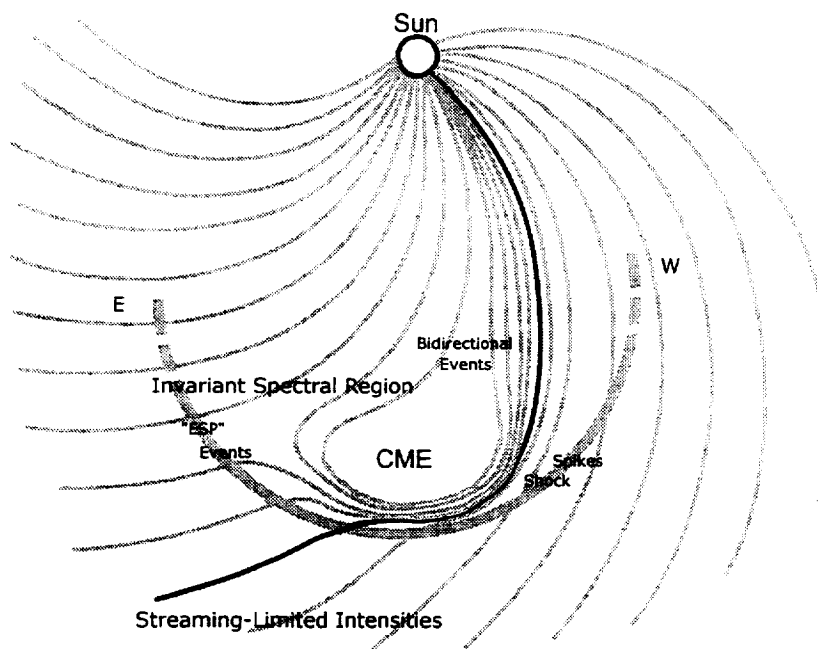 Sun
E
W
Bidirectional
Events
Invariant Spectral Region
"ESP"
Events
CME
Spikes
Shock
Streaming-Limited Intensities